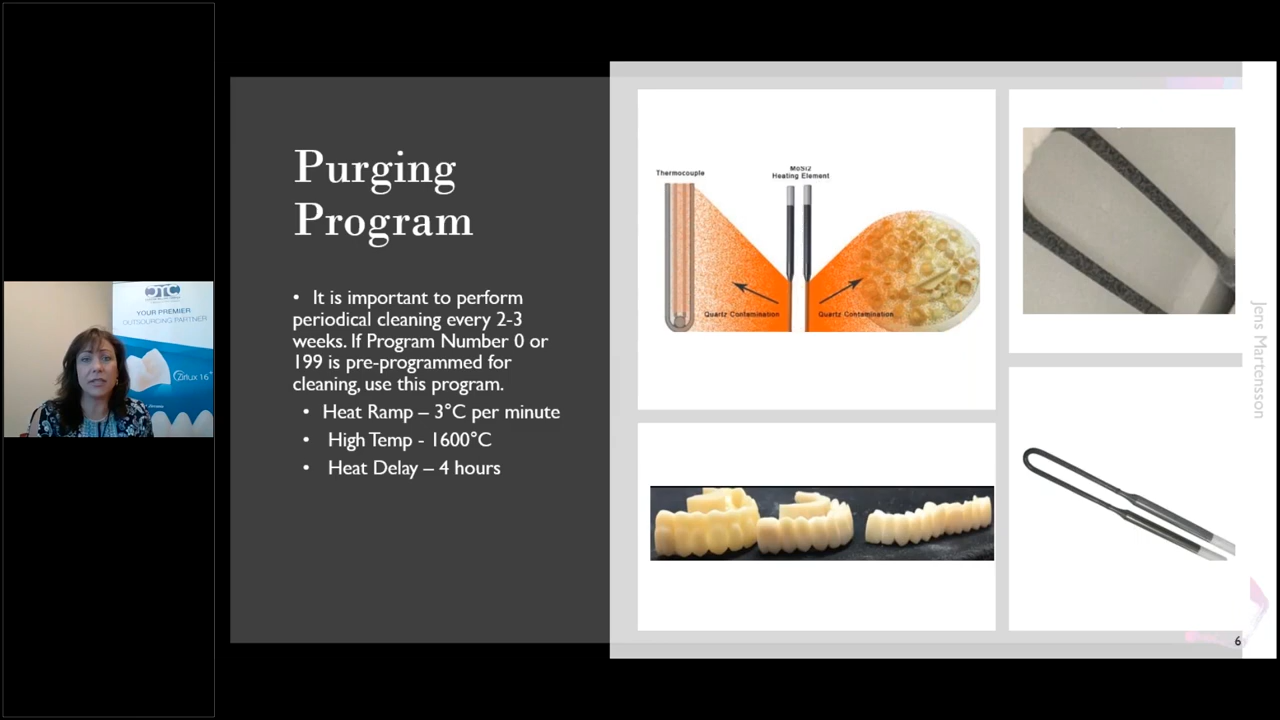 DTC
YOUR PREMIER
OUTSOURCING PARTNER
Zirlux 16+
Purging
Program
• It is important to perform
periodical cleaning every 2-3
weeks. If Program Number 0 or
199 is pre-programmed for
cleaning, use this program.
• Heat Ramp – 3°C per minute
• High Temp - 1600°C
• Heat Delay – 4 hours
Thermocouple
MoSi2
Heating Element
Quartz Contamination
Quartz Contamination
Jens Martensson
6